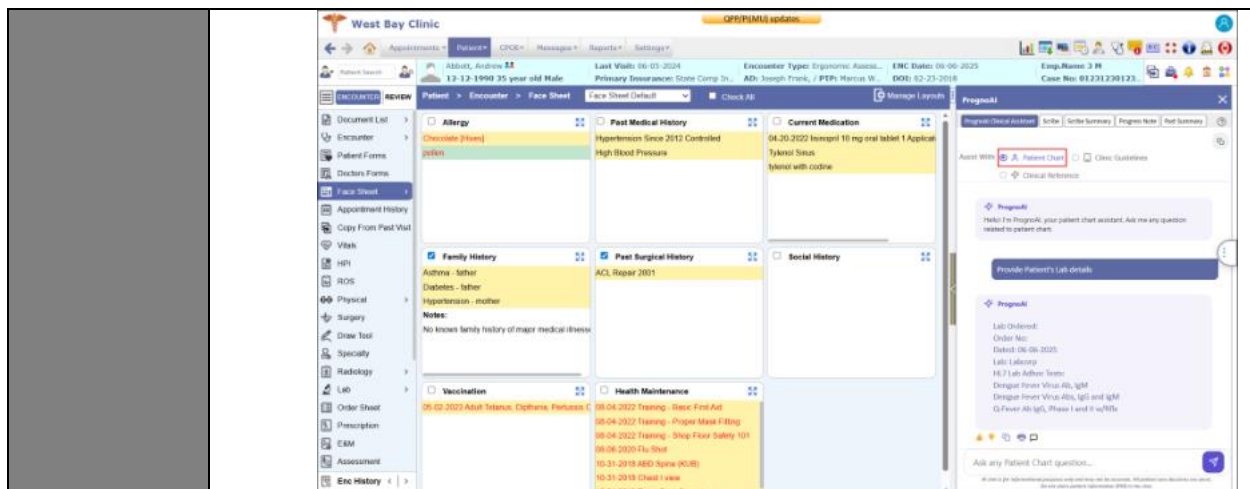 West Bay Clinic
QPP/PI(MU) updates
Appointments Patient CPOE Messages Reports Settings
Patient Search
Abbott, Andrew
12-12-1990 35 year old Male
Last Visit: 06-03-2024
Primary Insurance: State Comp In...
Encounter Type: Ergonomic Assess...
AD: Joseph Frank, / PTP: Marcus W...
ENC Date: 06-06-2025
DOI: 02-23-2018
Emp.Name: 3 M
Case No: 01231230123...
ENCOUNTER REVIEW
Patient > Encounter > Face Sheet
Face Sheet Default
Check All
Manage Layouts
Document List
Encounter
Patient Forms
Doctors Forms
Face Sheet
Appointment History
Copy From Past Visit
Vitals
HPI
ROS
Physical
Surgery
Draw Tool
Specialty
Radiology
Lab
Order Sheet
Prescription
E&M
Assessment
Enc History < | >
Allergy
Chocolate [Hives]
pollen
Past Medical History
Hypertension Since 2012 Controlled
High Blood Pressure
Current Medication
04-20-2022 lisinopril 10 mg oral tablet 1 Applicat
Tylenol Sinus
tylenol with codine
Family History
Asthma - father
Diabetes - father
Hypertension - mother
Notes:
No known family history of major medical illness
Past Surgical History
ACL Repair 2001
Social History
Vaccination
05-02-2023 Adult Tetanus, Diptheria, Pertussis
Health Maintenance
08-04-2022 Training - Basic First Aid
08-04-2022 Training - Proper Mask Fitting
08-04-2022 Training - Shop Floor Safety 101
08-06-2020 Flu Shot
10-31-2018 ABD Spine (KUB)
10-31-2018 Chest 1 view
PrognoAI
PrognoAI Clinical Assistant Scribe Scribe Summary Progress Note Past Summary
Assist With: Patient Chart Clinic Guidelines
Clinical Reference
PrognoAI
Hello! I'm PrognoAI, your patient chart assistant. Ask me any question
related to patient chart.
Provide Patient's Lab details
PrognoAI
Lab Ordered:
Order No:
Dated: 06-06-2025
Lab: Labcorp
HL7 Lab Adhoc Tests:
Dengue Fever Virus Ab, IgM
Dengue Fever Virus Abs, IgG and IgM
Q-Fever Ab IgG, Phase I and II w/Rflx
Ask any Patient Chart question...